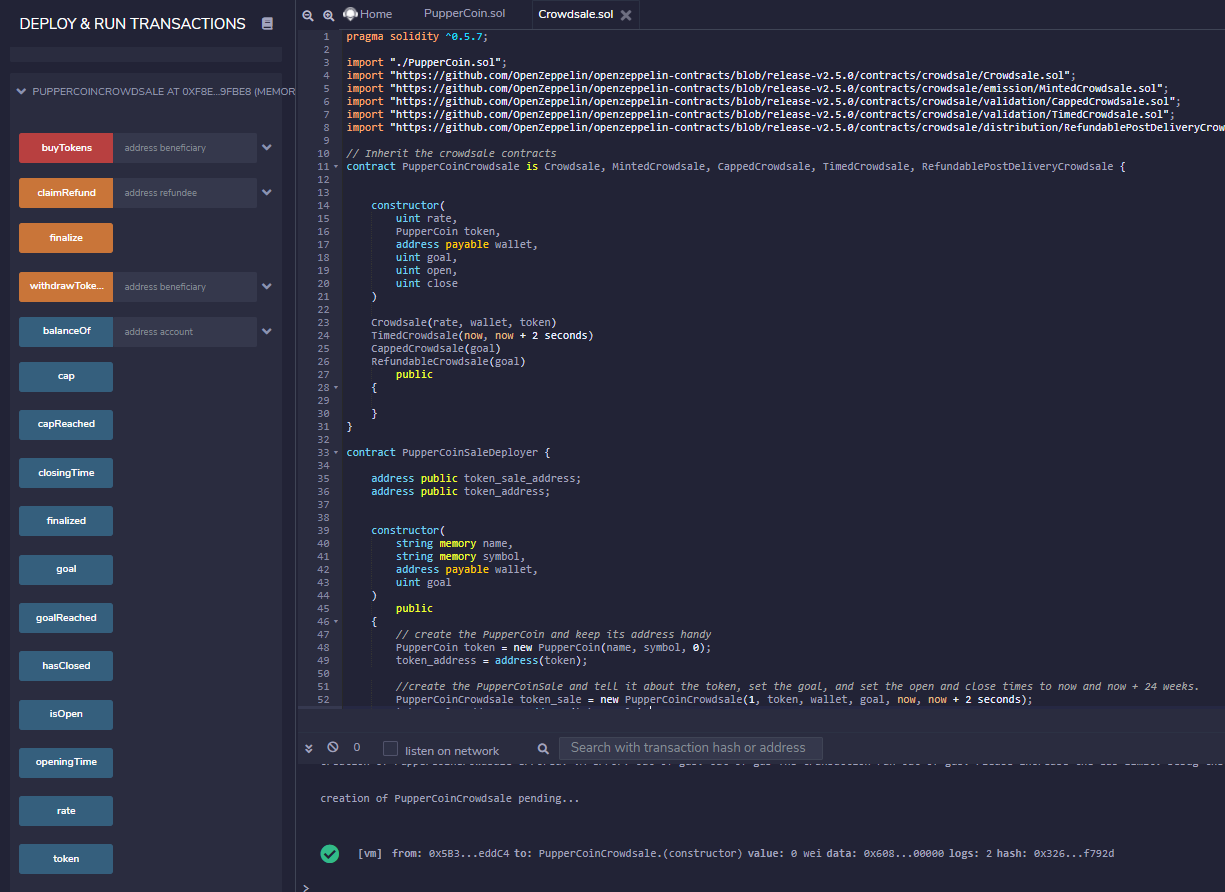 DEPLOY & RUN TRANSACTIONS
PUPPERCOINCROWDSALE AT 0XF8E...9FBE8 (MEMOR
buyTokens address beneficiary
claimRefund address refundee
finalize
withdrawToke... address beneficiary
balanceOf address account
cap
capReached
closingTime
finalized
goal
goalReached
hasClosed
isOpen
openingTime
rate
token
Home PupperCoin.sol Crowdsale.sol
1 pragma solidity ^0.5.7;
2
3 import "./PupperCoin.sol";
4 import "https://github.com/OpenZeppelin/openzeppelin-contracts/blob/release-v2.5.0/contracts/crowdsale/Crowdsale.sol";
5 import "https://github.com/OpenZeppelin/openzeppelin-contracts/blob/release-v2.5.0/contracts/crowdsale/emission/MintedCrowdsale.sol";
6 import "https://github.com/OpenZeppelin/openzeppelin-contracts/blob/release-v2.5.0/contracts/crowdsale/validation/CappedCrowdsale.sol";
7 import "https://github.com/OpenZeppelin/openzeppelin-contracts/blob/release-v2.5.0/contracts/crowdsale/validation/TimedCrowdsale.sol";
8 import "https://github.com/OpenZeppelin/openzeppelin-contracts/blob/release-v2.5.0/contracts/crowdsale/distribution/RefundablePostDeliveryCrow
9
10 // Inherit the crowdsale contracts
11 contract PupperCoinCrowdsale is Crowdsale, MintedCrowdsale, CappedCrowdsale, TimedCrowdsale, RefundablePostDeliveryCrowdsale {
12
13
14 constructor(
15 uint rate,
16 PupperCoin token,
17 address payable wallet,
18 uint goal,
19 uint open,
20 uint close
21 )
22
23 Crowdsale(rate, wallet, token)
24 TimedCrowdsale(now, now + 2 seconds)
25 CappedCrowdsale(goal)
26 RefundableCrowdsale(goal)
27 public
28 {
29
30 }
31 }
32
33 contract PupperCoinSaleDeployer {
34
35 address public token_sale_address;
36 address public token_address;
37
38
39 constructor(
40 string memory name,
41 string memory symbol,
42 address payable wallet,
43 uint goal
44 )
45 public
46 {
47 // create the PupperCoin and keep its address handy
48 PupperCoin token = new PupperCoin(name, symbol, 0);
49 token_address = address(token);
50
51 //create the PupperCoinSale and tell it about the token, set the goal, and set the open and close times to now and now + 24 weeks.
52 PupperCoinCrowdsale token_sale = new PupperCoinCrowdsale(1, token, wallet, goal, now, now + 2 seconds);
0 listen on network Search with transaction hash or address
creation of PupperCoinCrowdsale pending...
[vm] from: 0x5B3...eddC4 to: PupperCoinCrowdsale.(constructor) value: 0 wei data: 0x608...00000 logs: 2 hash: 0x326...f792d
>